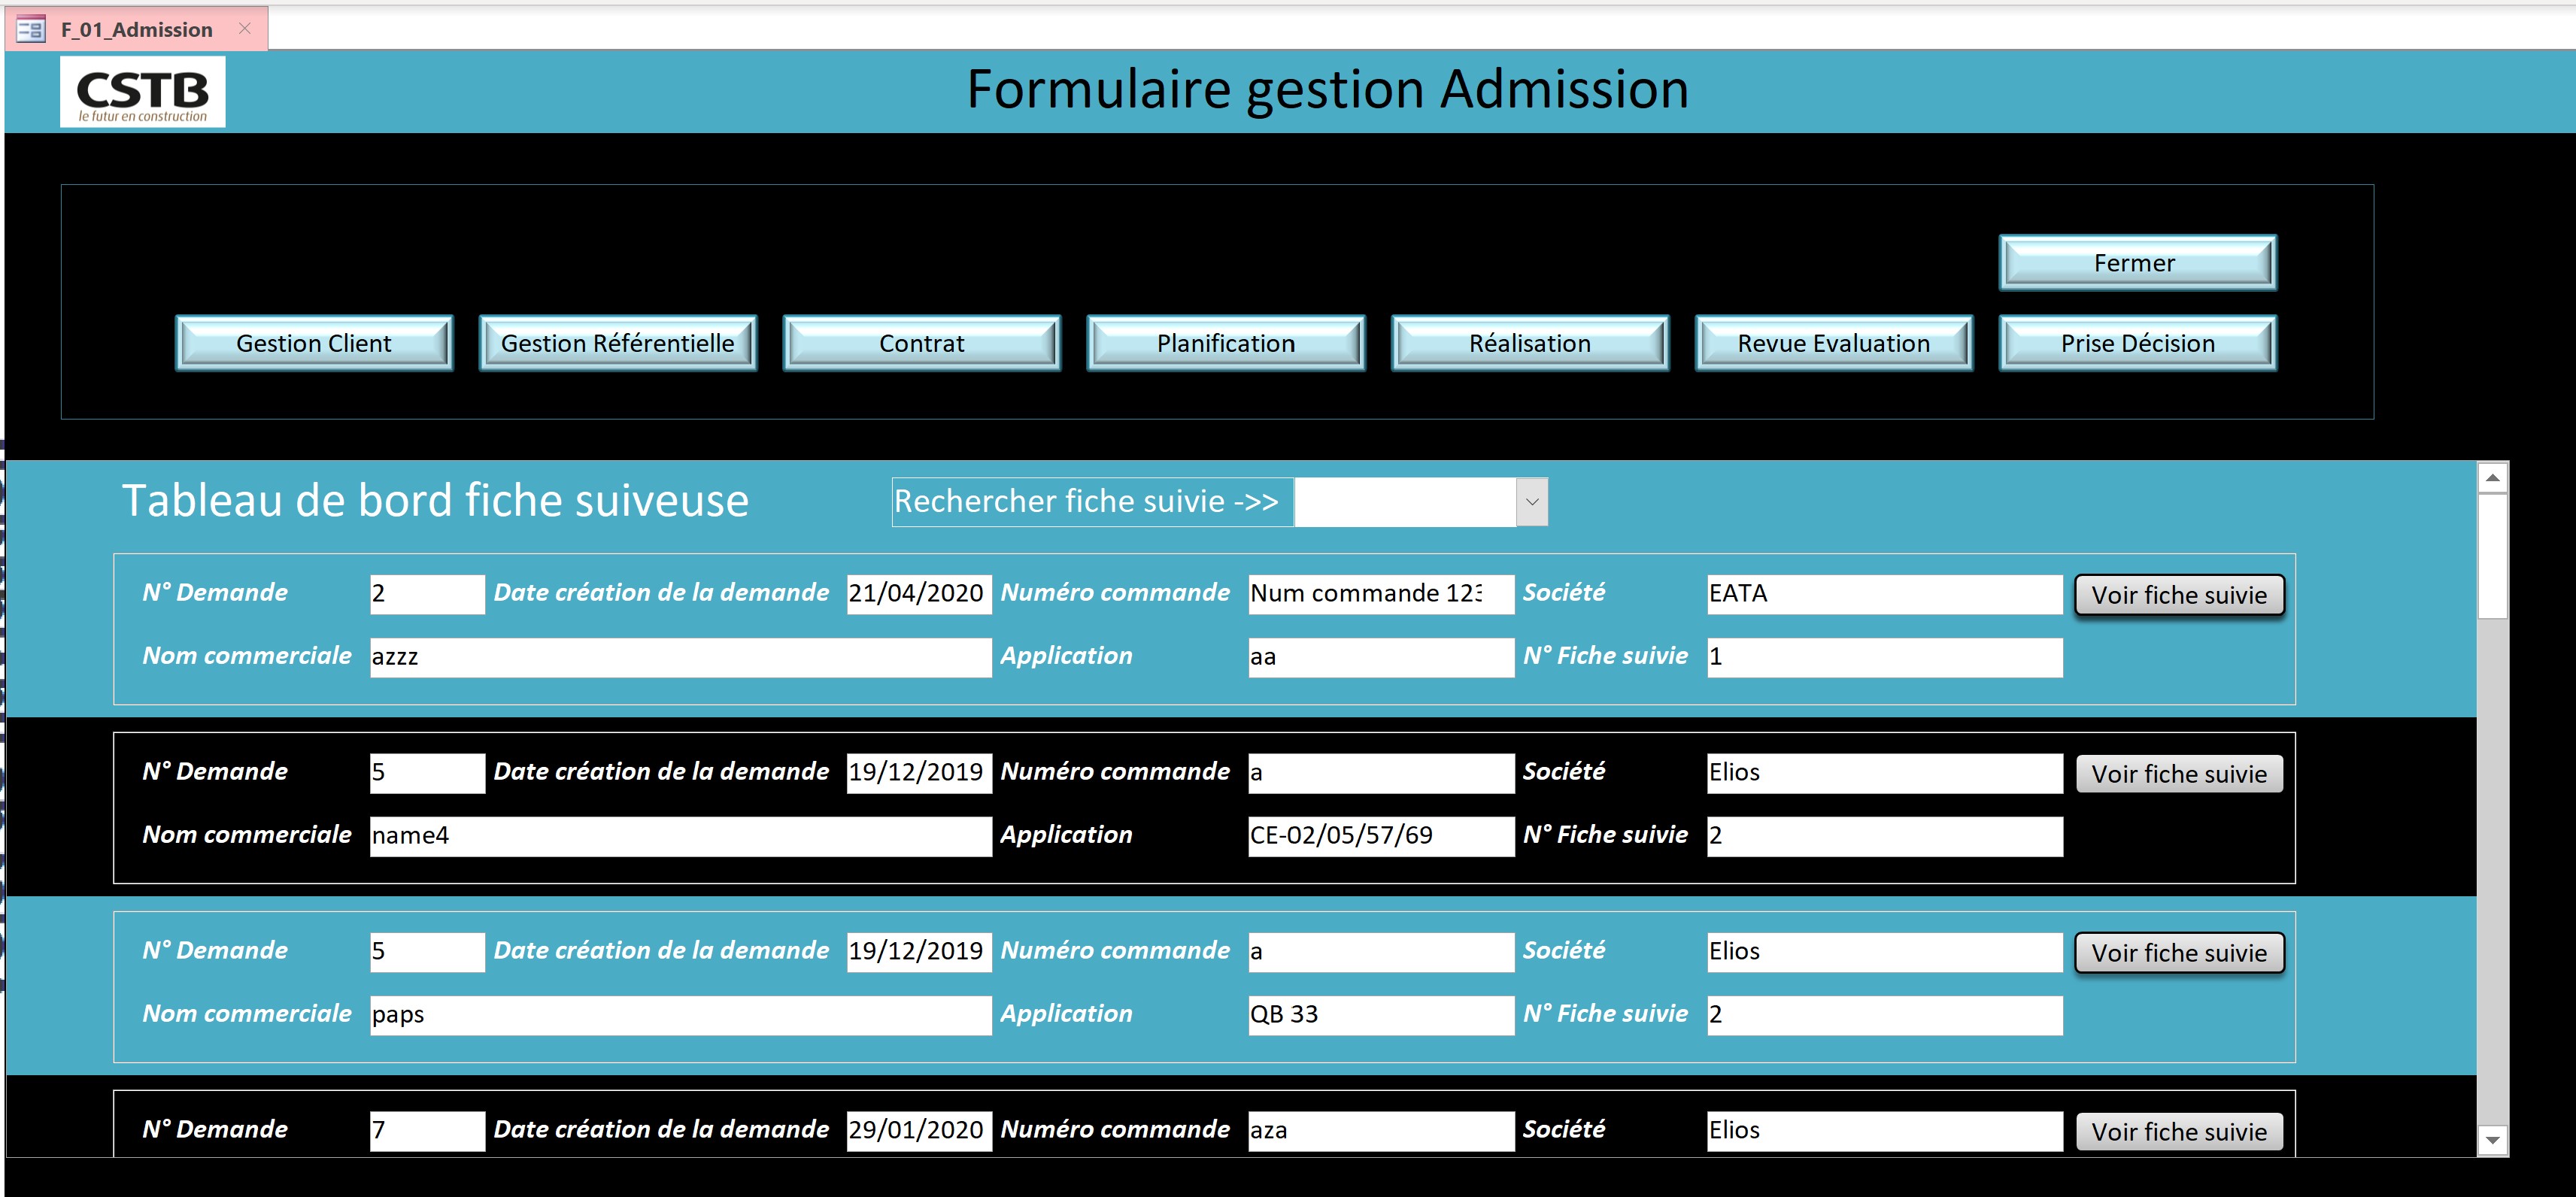 F_01_Admission
CSTB
le futur en construction
Formulaire gestion Admission
Fermer
Gestion Client Gestion Référentielle Contrat Planification Réalisation Revue Evaluation Prise Décision
Tableau de bord fiche suiveuse Rechercher fiche suivie ->>
N° Demande 2 Date création de la demande 21/04/2020 Numéro commande Num commande 123 Société EATA Voir fiche suivie
Nom commerciale azzz Application aa N° Fiche suivie 1
N° Demande 5 Date création de la demande 19/12/2019 Numéro commande a Société Elios Voir fiche suivie
Nom commerciale name4 Application CE-02/05/57/69 N° Fiche suivie 2
N° Demande 5 Date création de la demande 19/12/2019 Numéro commande a Société Elios Voir fiche suivie
Nom commerciale paps Application QB 33 N° Fiche suivie 2
N° Demande 7 Date création de la demande 29/01/2020 Numéro commande aza Société Elios Voir fiche suivie